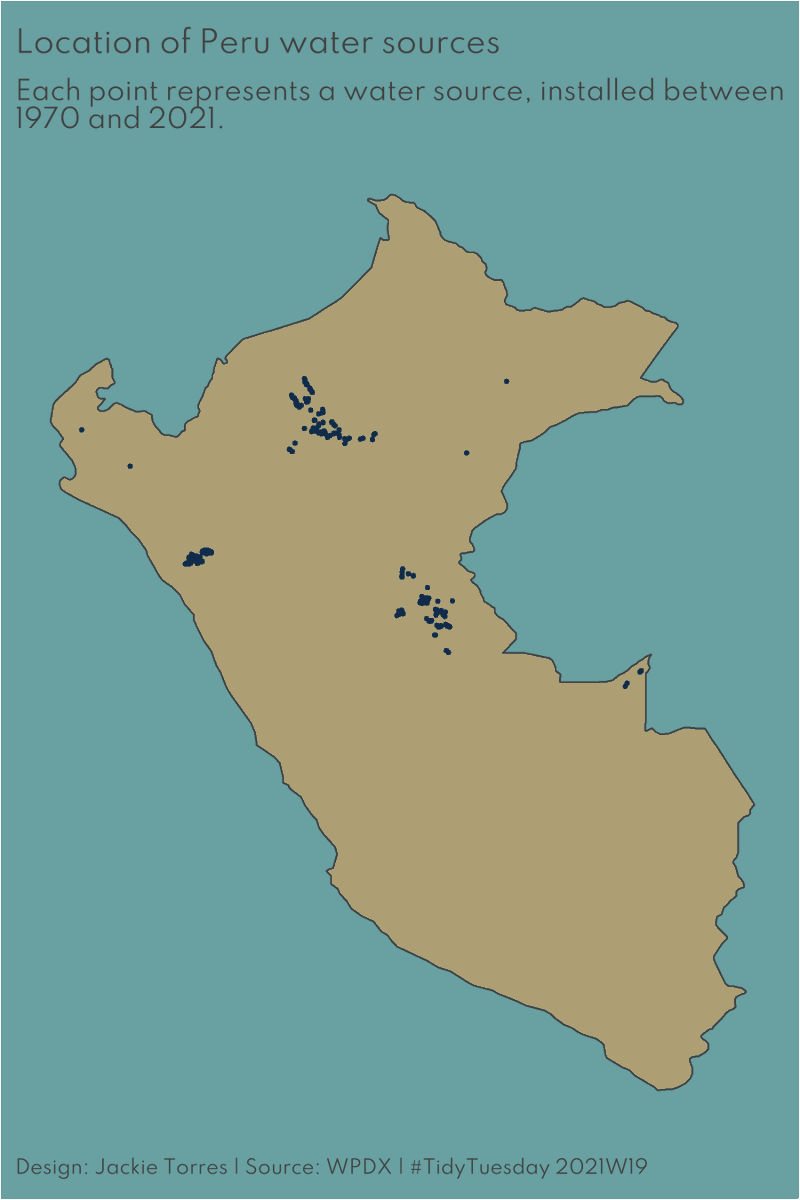 Location of Peru water sources
Each point represents a water source, installed between
1970 and 2021.
Design: Jackie Torres | Source: WPDX | #TidyTuesday 2021W19